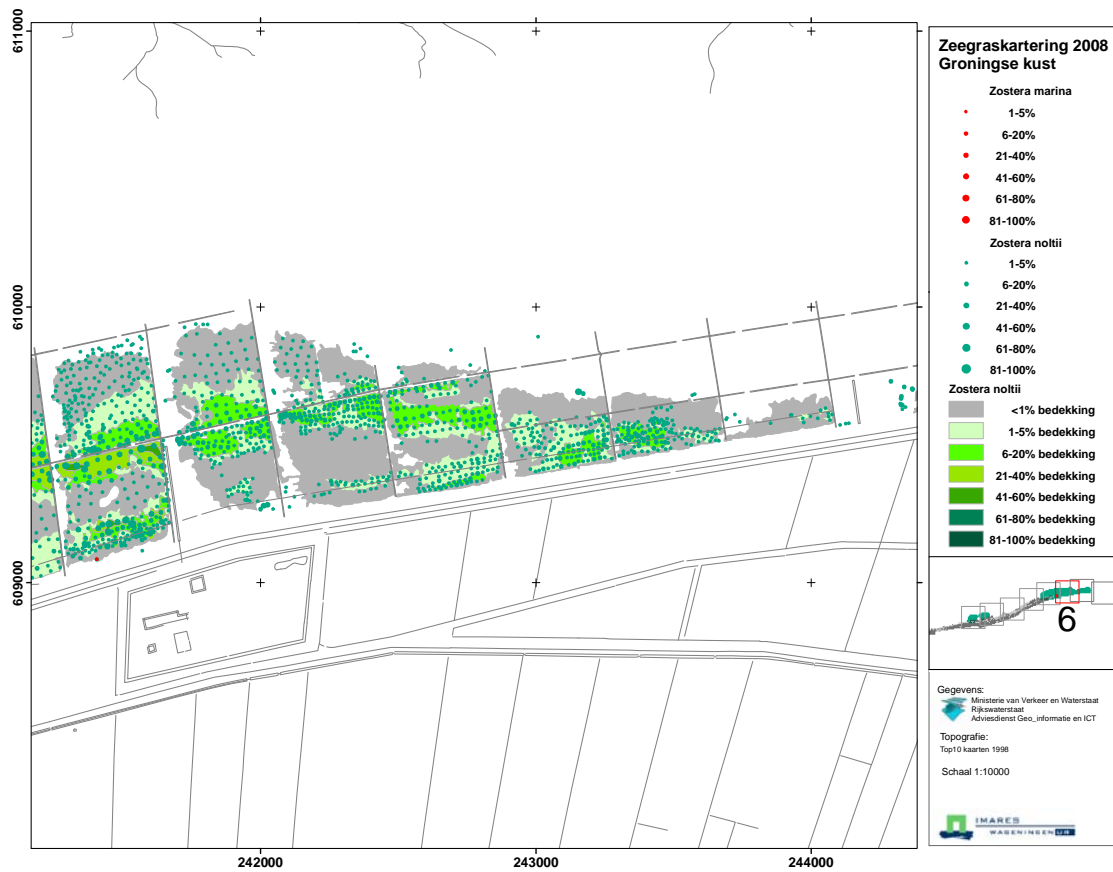 Zeegraskartering 2008
Groningse kust
Zostera marina
1-5%
6-20%
21-40%
41-60%
61-80%
81-100%
Zostera noltii
1-5%
6-20%
21-40%
41-60%
61-80%
81-100%
Zostera noltii
<1% bedekking
1-5% bedekking
6-20% bedekking
21-40% bedekking
41-60% bedekking
61-80% bedekking
81-100% bedekking
6
Gegevens:
Ministerie van Verkeer en Waterstaat
Rijkswaterstaat
Adviesdienst Geo_informatie en ICT
Topografie:
Top10 kaarten 1998
Schaal 1:10000
IMARES
WAGENINGEN UR
611000
610000
609000
242000
243000
244000